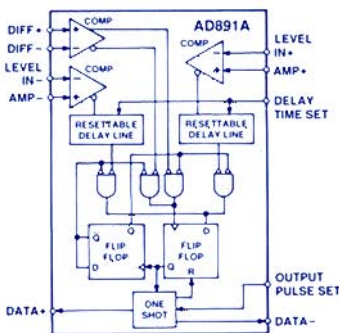 AD891A
DIFF+
DIFF-
COMP
COMP
LEVEL
IN+
LEVEL
IN-
COMP
AMP+
AMP-
RESETTABLE
DELAY LINE
RESETTABLE
DELAY LINE
DELAY
TIME SET
Q
FLIP
FLOP
D
Q
FLIP
FLOP
R
OUTPUT
PULSE SET
ONE
SHOT
DATA+
DATA-